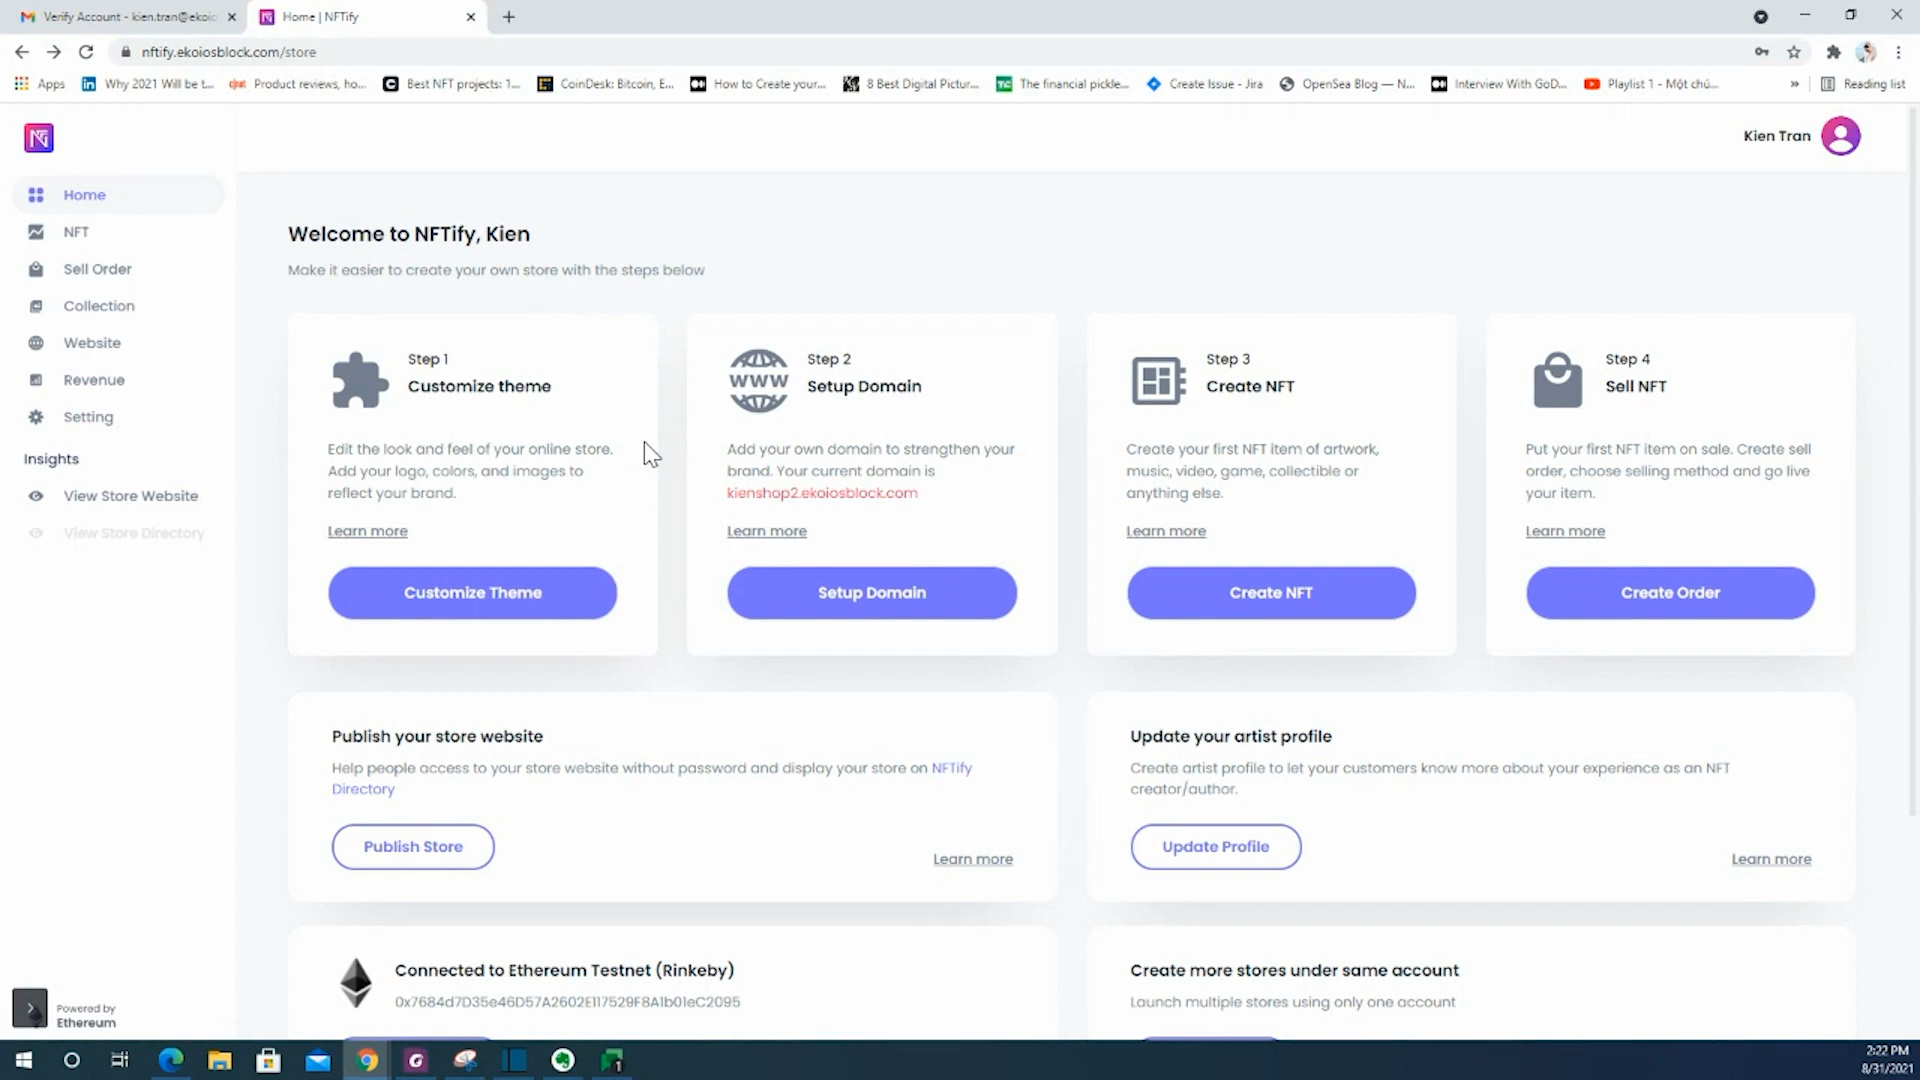 Verify Account - kien.tran@ekoic
Home | NFTify
nftify.ekoiosblock.com/store
Apps
Why 2021 Will be t...
Product reviews, ho...
Best NFT projects: 1...
CoinDesk: Bitcoin, E...
How to Create your...
8 Best Digital Pictur...
The financial pickle...
Create Issue - Jira
OpenSea Blog — N...
Interview With GoD...
Playlist 1 - Một chú...
»
Reading list
Kien Tran
Home
NFT
Sell Order
Collection
Website
Revenue
Setting
Insights
View Store Website
View Store Directory
Powered by
Ethereum
Welcome to NFTify, Kien
Make it easier to create your own store with the steps below
Step 1
Customize theme
Edit the look and feel of your online store.
Add your logo, colors, and images to
reflect your brand.
Learn more
Customize Theme
WWW
Step 2
Setup Domain
Add your own domain to strengthen your
brand. Your current domain is
kienshop2.ekoiosblock.com
Learn more
Setup Domain
Step 3
Create NFT
Create your first NFT item of artwork,
music, video, game, collectible or
anything else.
Learn more
Create NFT
Step 4
Sell NFT
Put your first NFT item on sale. Create sell
order, choose selling method and go live
your item.
Learn more
Create Order
Publish your store website
Help people access to your store website without password and display your store on NFTify
Directory
Publish Store
Learn more
Update your artist profile
Create artist profile to let your customers know more about your experience as an NFT
creator/author.
Update Profile
Learn more
Connected to Ethereum Testnet (Rinkeby)
0x7684d7D35e46D57A2602E117529F8A1b01eC2095
Create more stores under same account
Launch multiple stores using only one account
2:22 PM
8/31/2021